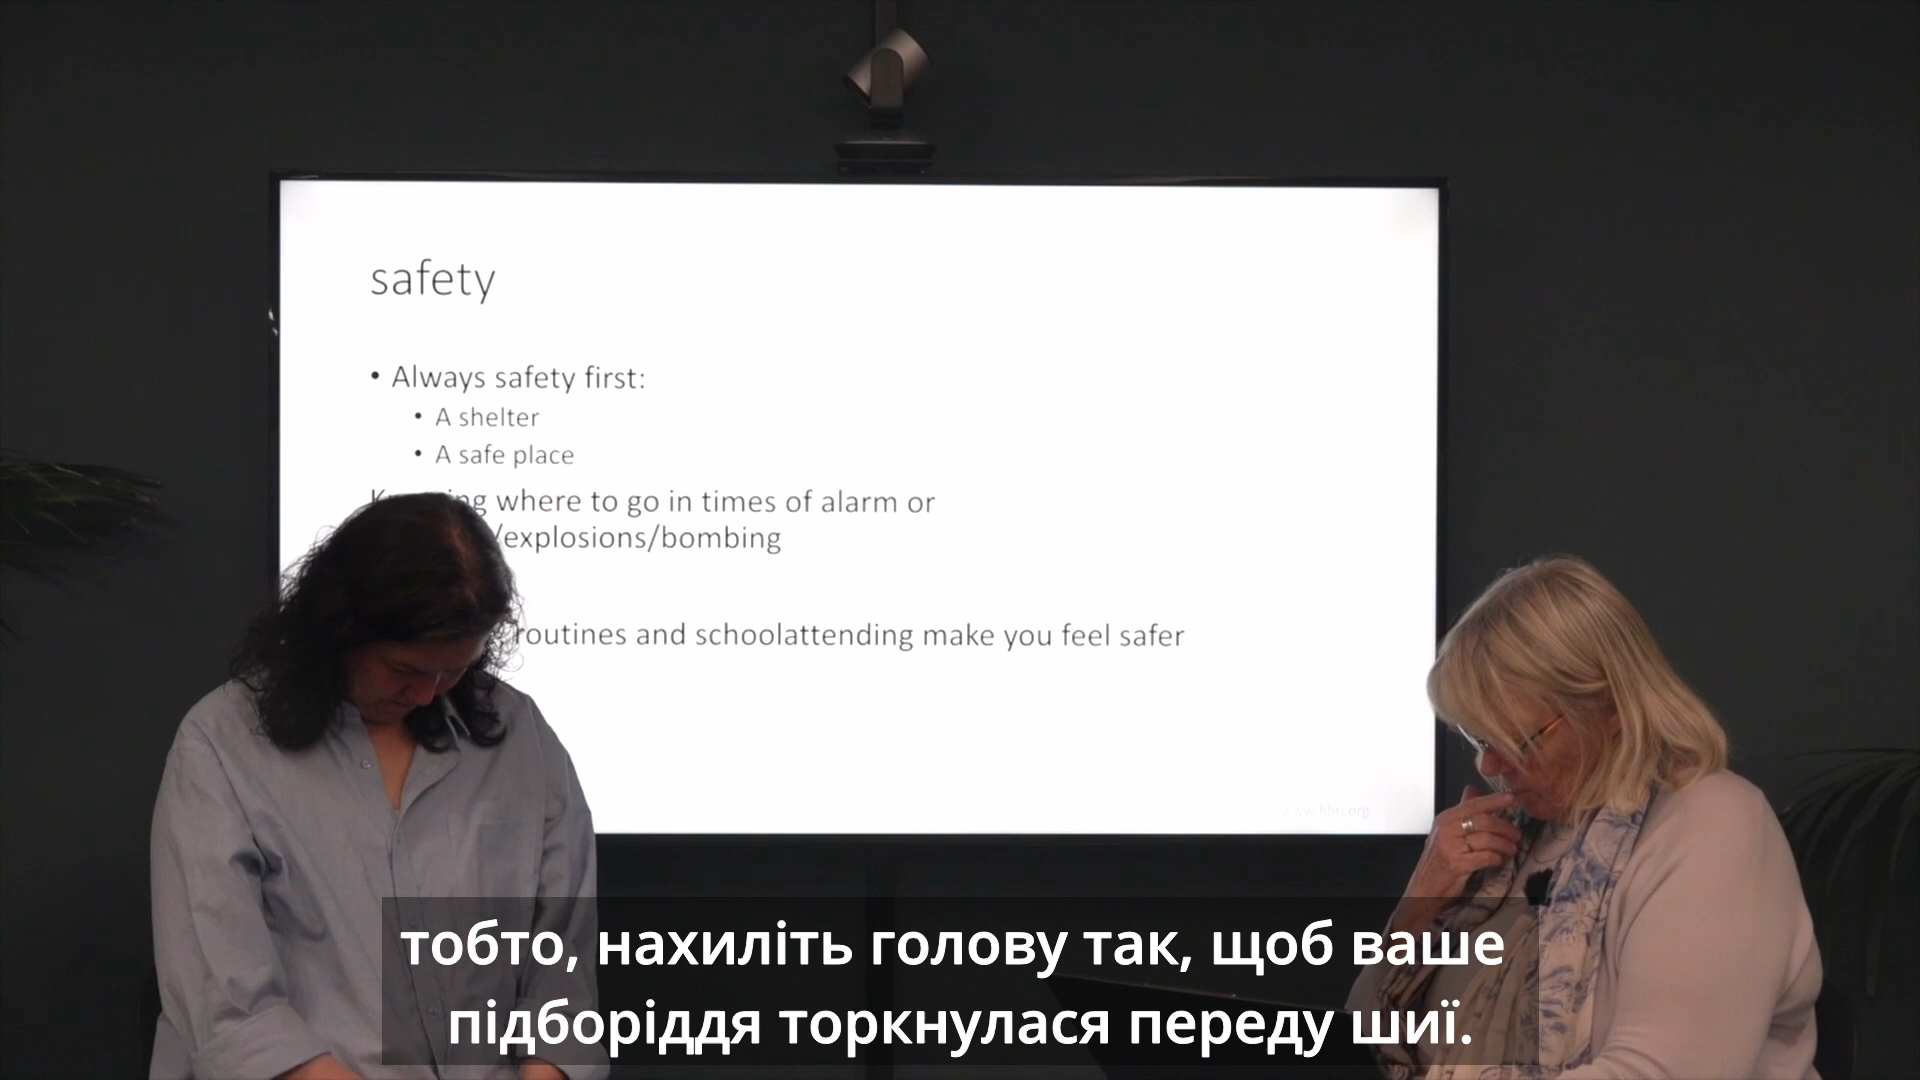 safety
• Always safety first:
• A shelter
• A safe place
where to go in times of alarm or
/explosions/bombing
routines and schoolattending make you feel safer
тобто, нахиліть голову так, щоб ваше
підборіддя торкнулася переду шиї.